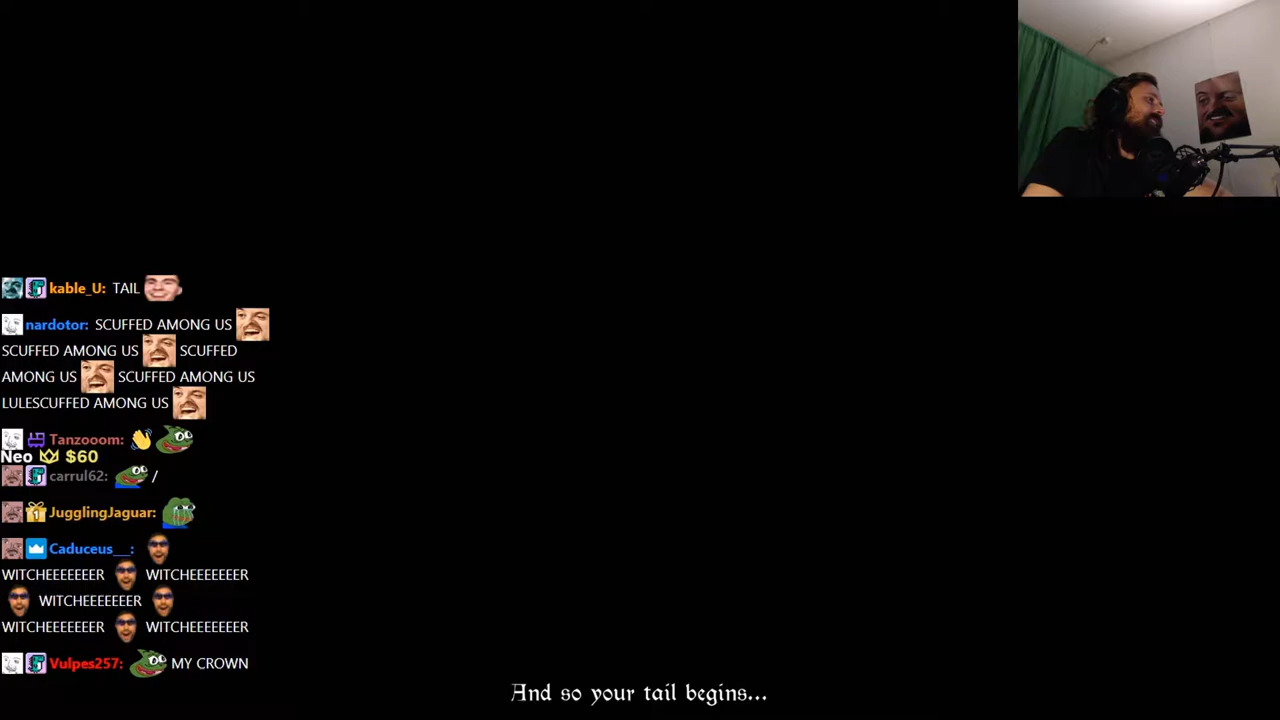 kable_U: TAIL
nardotor: SCUFFED AMONG US
SCUFFED AMONG US SCUFFED
AMONG US SCUFFED AMONG US
LULESCUFFED AMONG US
Tanzooom:
Neo $60
carrul62: /
JugglingJaguar:
Caduceus__:
WITCHEEEEEEER WITCHEEEEEEER
WITCHEEEEEEER
WITCHEEEEEEER WITCHEEEEEEER
Vulpes257: MY CROWN
And so your tail begins...